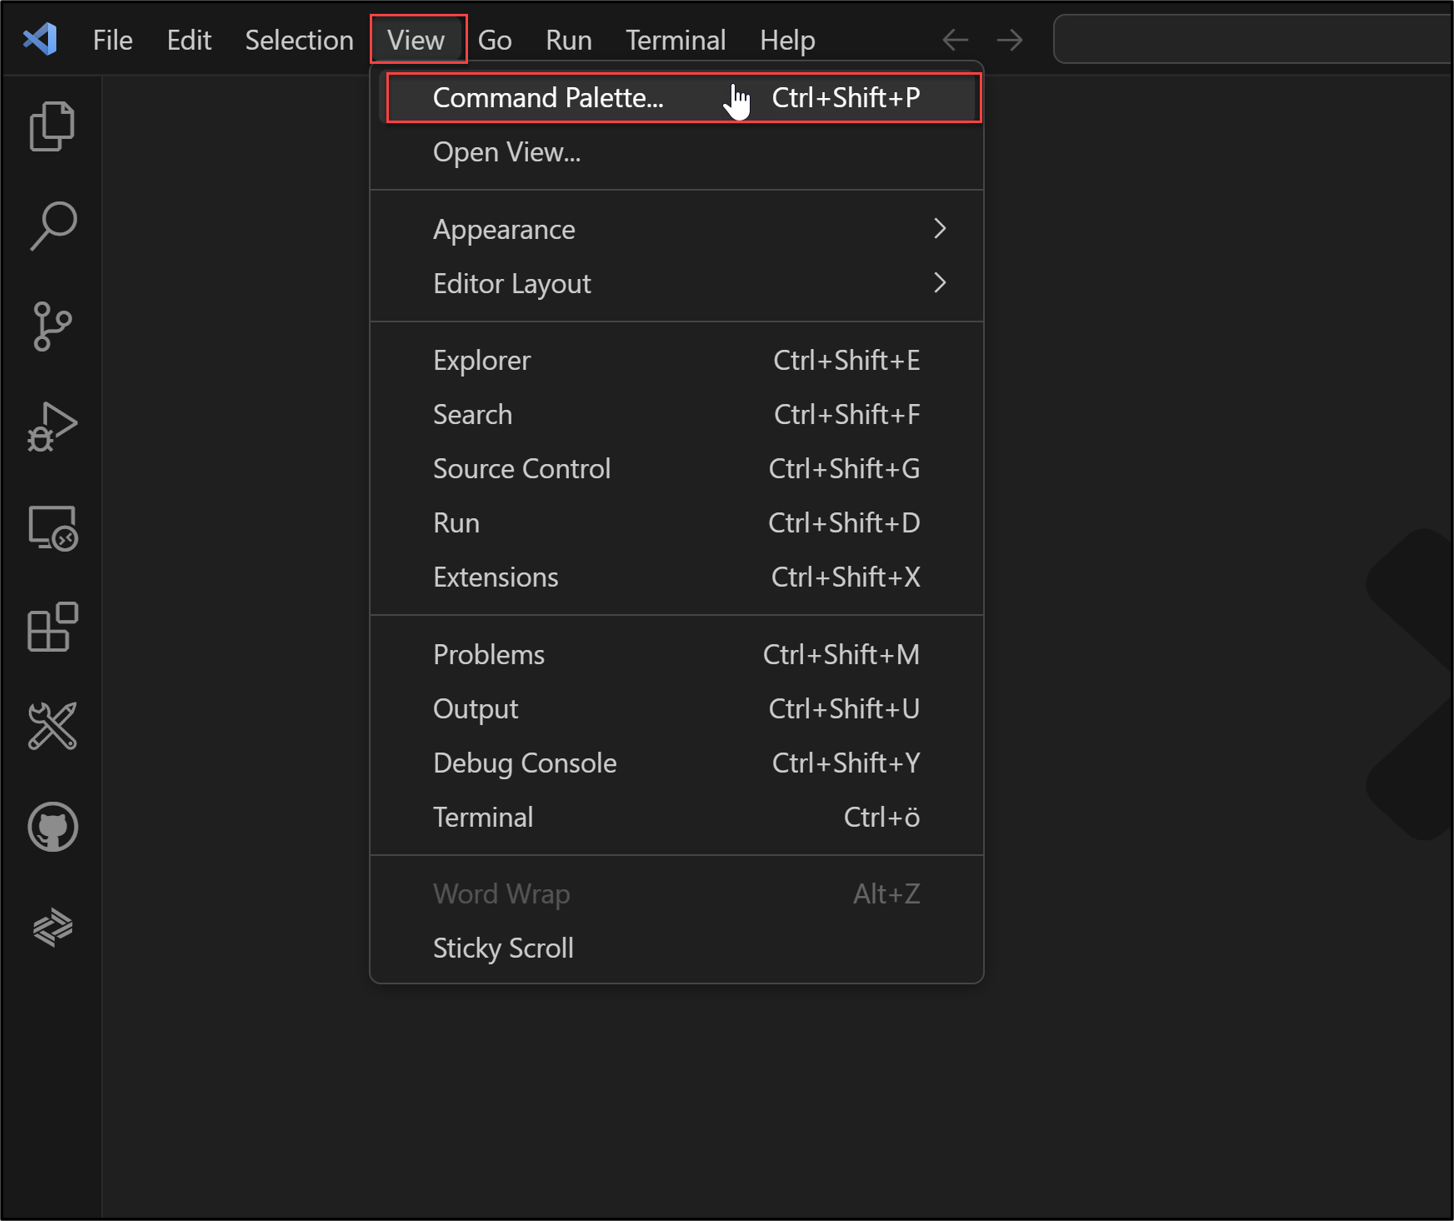 File Edit Selection View Go Run Terminal Help
Command Palette... Ctrl+Shift+P
Open View...
Appearance
Editor Layout
Explorer Ctrl+Shift+E
Search Ctrl+Shift+F
Source Control Ctrl+Shift+G
Run Ctrl+Shift+D
Extensions Ctrl+Shift+X
Problems Ctrl+Shift+M
Output Ctrl+Shift+U
Debug Console Ctrl+Shift+Y
Terminal Ctrl+ö
Word Wrap Alt+Z
Sticky Scroll